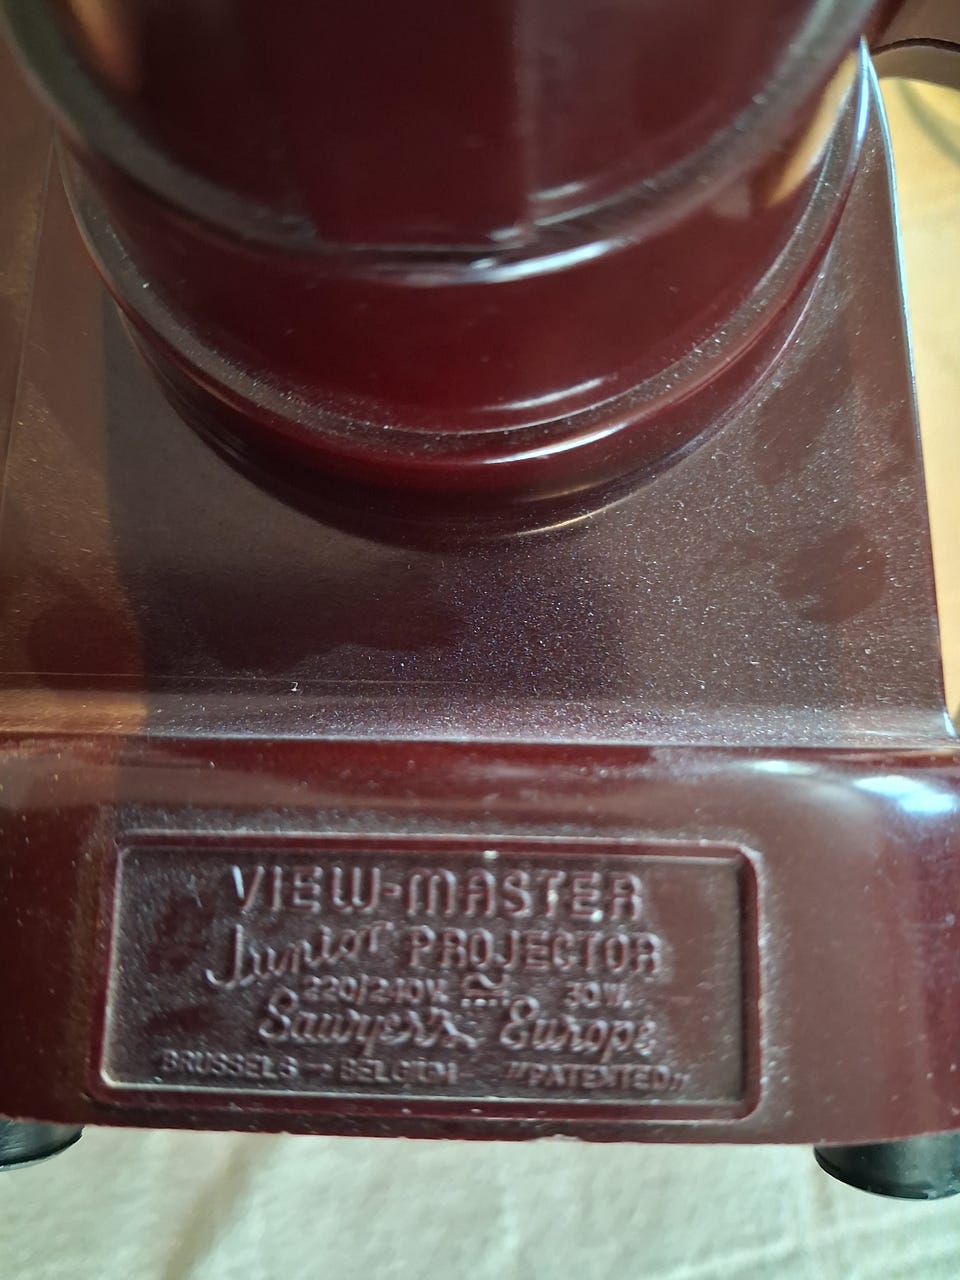 VIEW-MASTER
Junior PROJECTOR
220/240V. ≂ 30W.
Sawyer's Europe
BRUSSELS - BELGIUM "PATENTED"